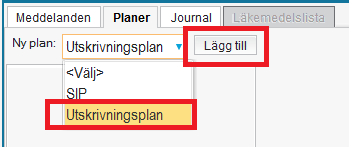 Meddelanden Planer Journal Läkemedelslista
Ny plan: Utskrivningsplan Lägg till
<Välj>
SIP
Utskrivningsplan